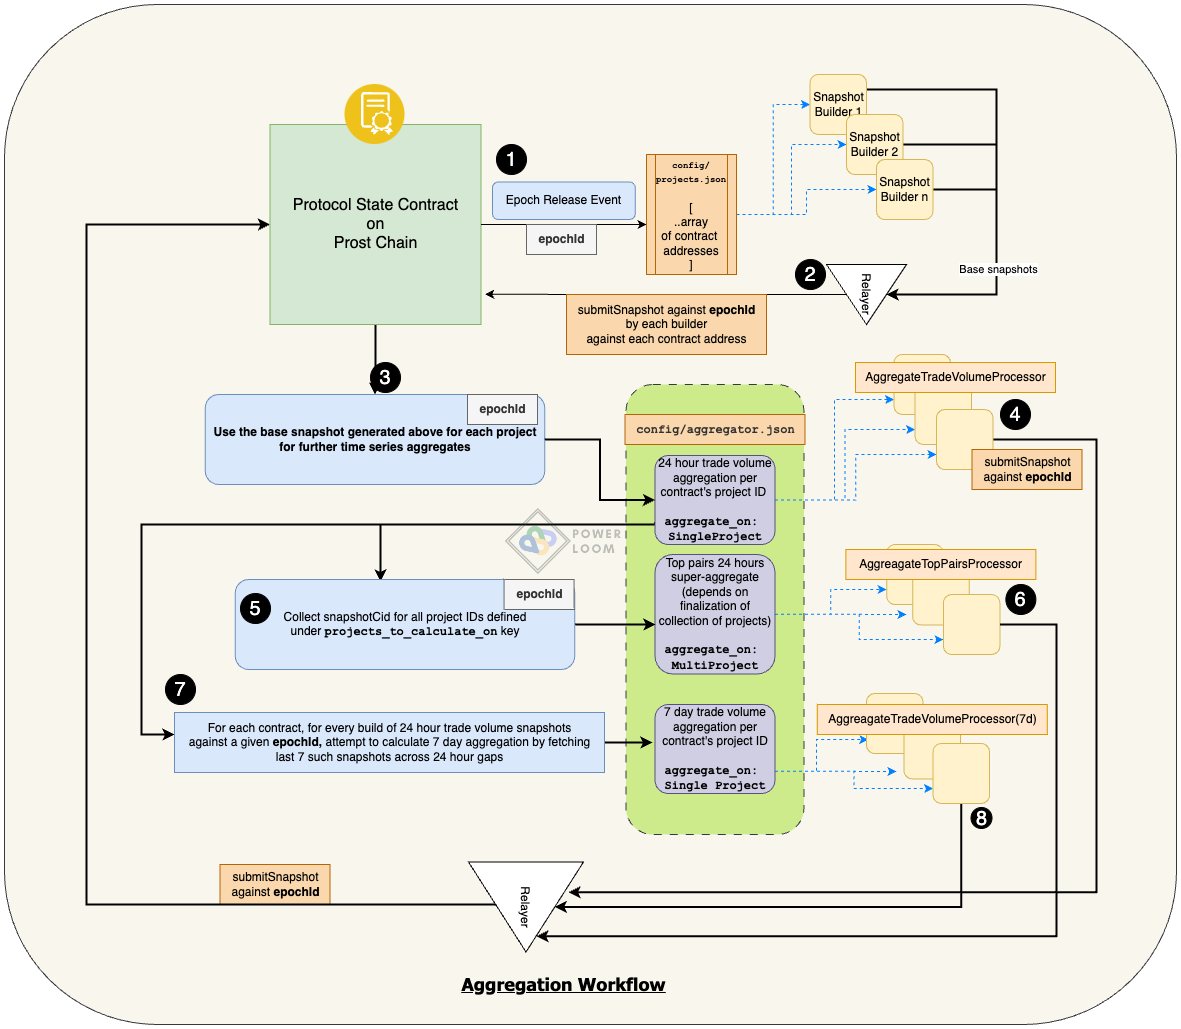 Snapshot
Builder 1
Snapshot
Builder 2
Snapshot
Builder n
1
Epoch Release Event
epochId
config/
projects.json
[
..array
of contract
addresses
]
Protocol State Contract
on
Prost Chain
Base snapshots
2
Relayer
submitSnapshot against epochId
by each builder
against each contract address
3
epochId
Use the base snapshot generated above for each project
for further time series aggregates
config/aggregator.json
24 hour trade volume
aggregation per
contract's project ID
aggregate_on:
SingleProject
AggregateTradeVolumeProcessor
4
submitSnapshot
against epochId
POWER
LOOM
5
epochId
Collect snapshotCid for all project IDs defined
under projects_to_calculate_on key
Top pairs 24 hours
super-aggregate
(depends on
finalization of
collection of projects)
aggregate_on:
MultiProject
AggreagateTopPairsProcessor
6
7
For each contract, for every build of 24 hour trade volume snapshots
against a given epochId, attempt to calculate 7 day aggregation by fetching
last 7 such snapshots across 24 hour gaps
7 day trade volume
aggregation per
contract's project ID
aggregate_on:
Single Project
AggreagateTradeVolumeProcessor(7d)
8
submitSnapshot
against epochId
Relayer
Aggregation Workflow